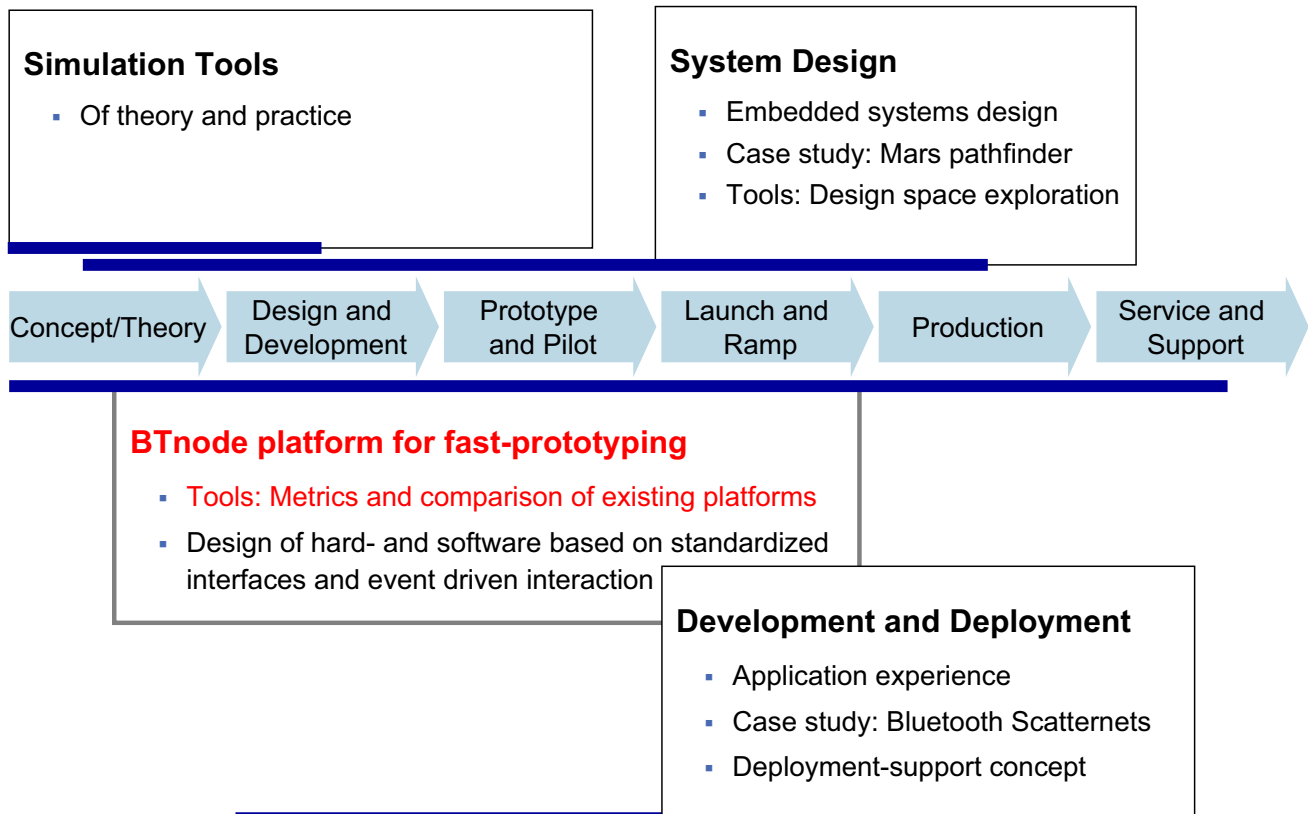 Simulation Tools
▪ Of theory and practice
System Design
▪ Embedded systems design
▪ Case study: Mars pathfinder
▪ Tools: Design space exploration
Concept/Theory
Design and
Development
Prototype
and Pilot
Launch and
Ramp
Production
Service and
Support
BTnode platform for fast-prototyping
▪ Tools: Metrics and comparison of existing platforms
▪ Design of hard- and software based on standardized
interfaces and event driven interaction
Development and Deployment
▪ Application experience
▪ Case study: Bluetooth Scatternets
▪ Deployment-support concept